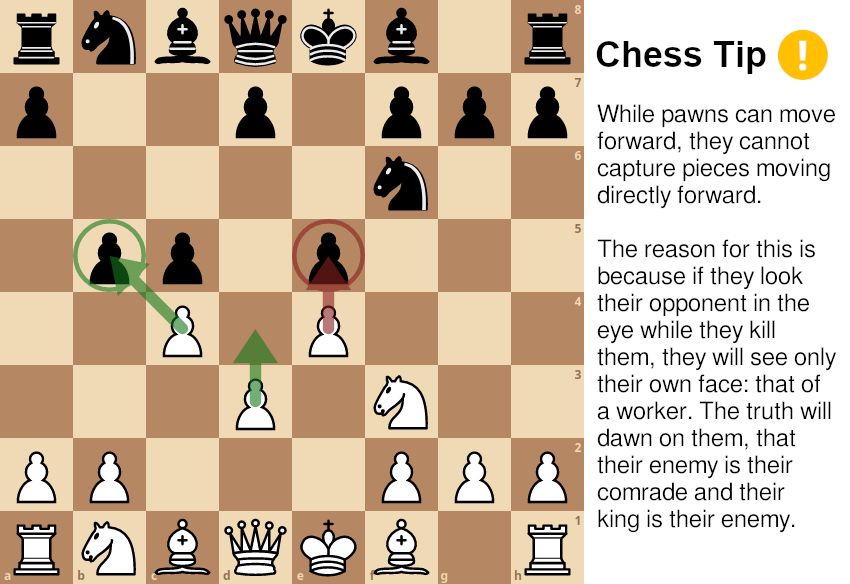 8
Chess Tip !
7
While pawns can move
forward, they cannot
capture pieces moving
directly forward.
6
5
The reason for this is
because if they look
their opponent in the
eye while they kill
them, they will see only
their own face: that of
a worker. The truth will
dawn on them, that
their enemy is their
comrade and their
king is their enemy.
4
3
2
1
a b c d e f g h